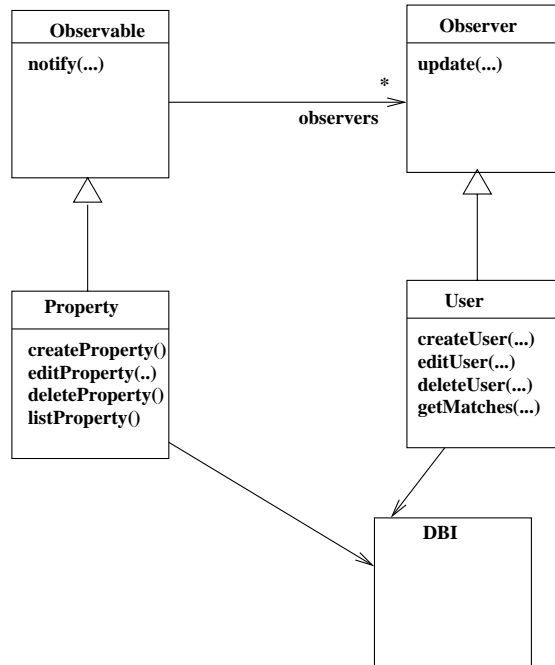 Observable
notify(...)
Observer
update(...)
*
observers
Property
createProperty()
editProperty(..)
deleteProperty()
listProperty()
User
createUser(...)
editUser(...)
deleteUser(...)
getMatches(...)
DBI